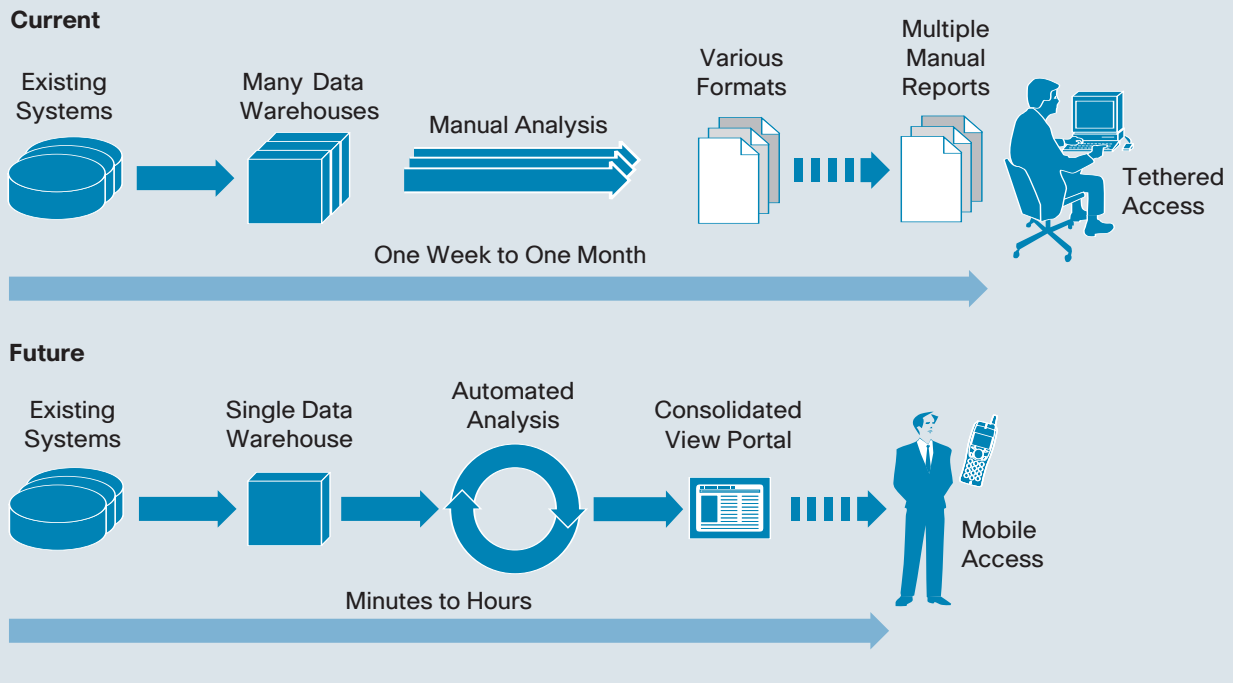 Current
Existing
Systems
Many Data
Warehouses
Manual Analysis
Various
Formats
Multiple
Manual
Reports
Tethered
Access
One Week to One Month
Future
Existing
Systems
Single Data
Warehouse
Automated
Analysis
Consolidated
View Portal
Mobile
Access
Minutes to Hours